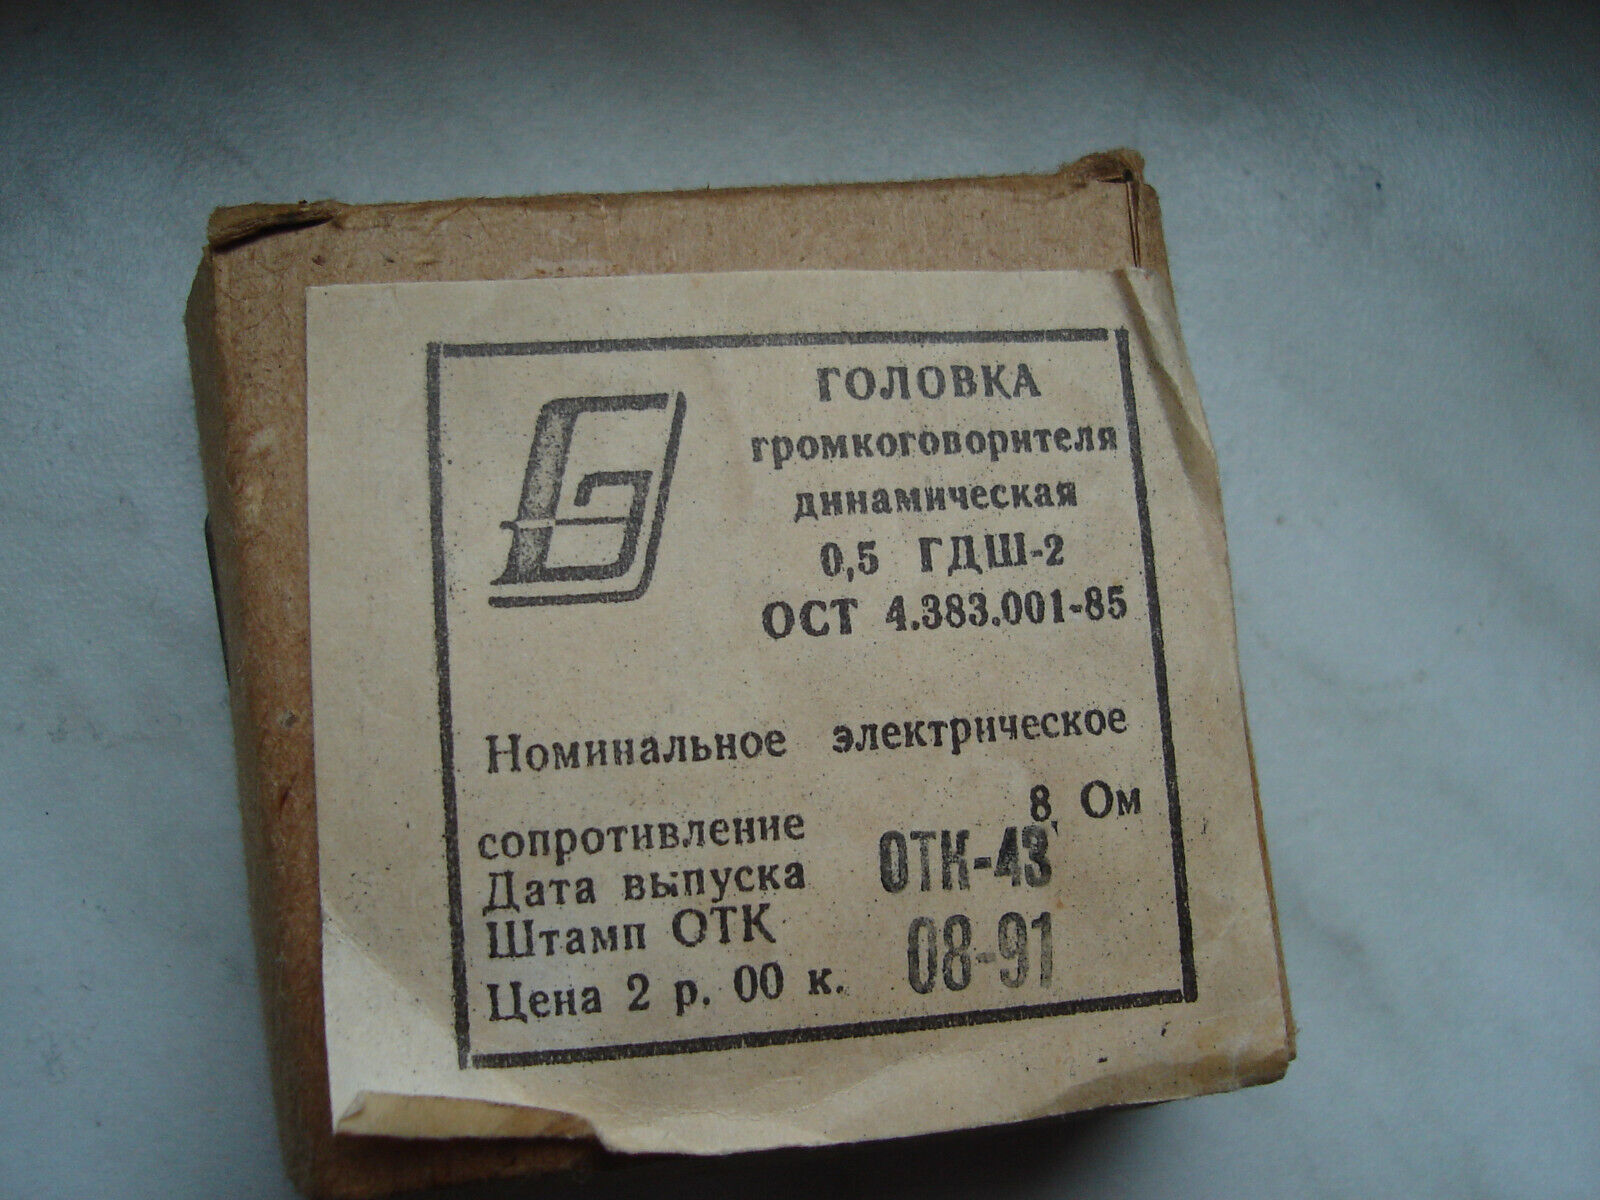 ГОЛОВКА
громкоговорителя
динамическая
0,5 ГДШ-2
ОСТ 4.383.001-85
Номинальное электрическое
сопротивление 8 Ом
Дата выпуска ОТК-43
Штамп ОТК 08-91
Цена 2 р. 00 к.